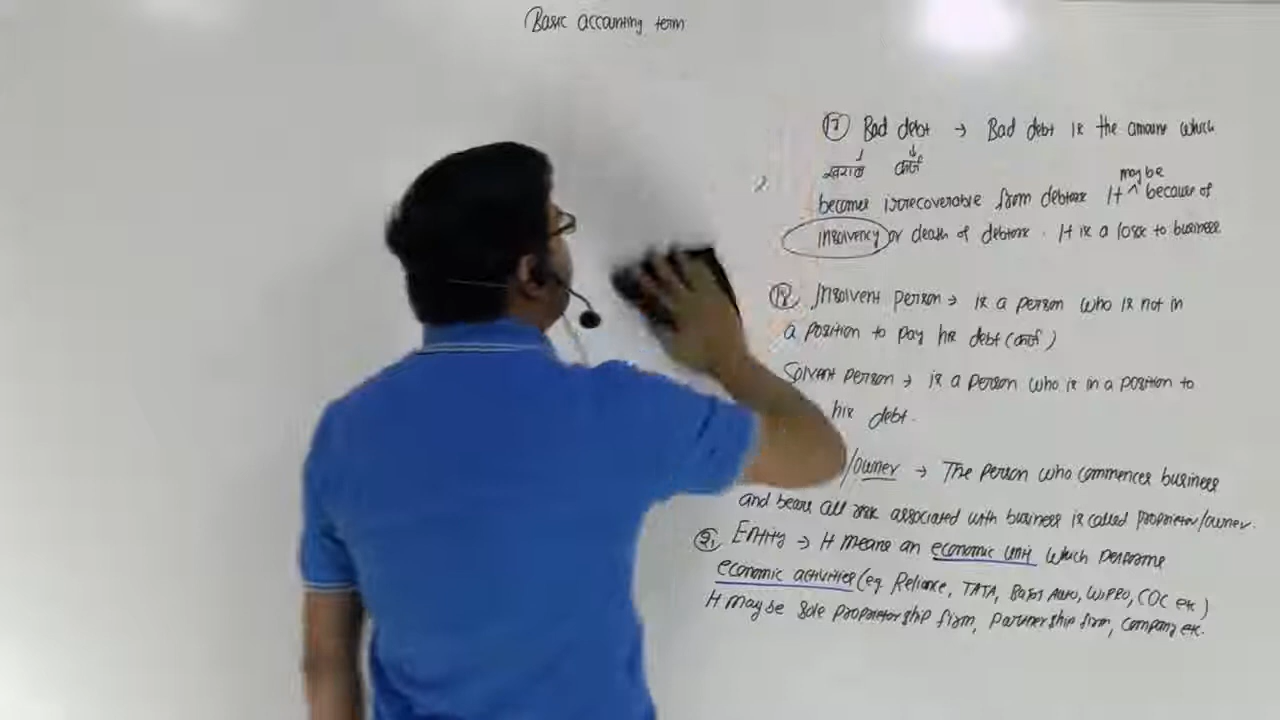 Basic accounting term
17 Bad debt → Bad debt is the amount which
खराब कर्ज
may be
becomes irrecoverable from debtors It ^ because of
insolvency or death of debtors. It is a loss to business
18 Insolvent person → is a person who is not in
a position to pay his debt (कर्ज)
Solvent person → is a person who is in a position to
his debt.
/owner → The person who commences business
and bears all risk associated with business is called proprietor/owner.
2. Entity → It means an economic unit which performs
economic activities (eg Reliance, TATA, Bajaj Auto, WIPRO, COC etc)
It may be sole proprietorship firm, partnership firm, company etc.